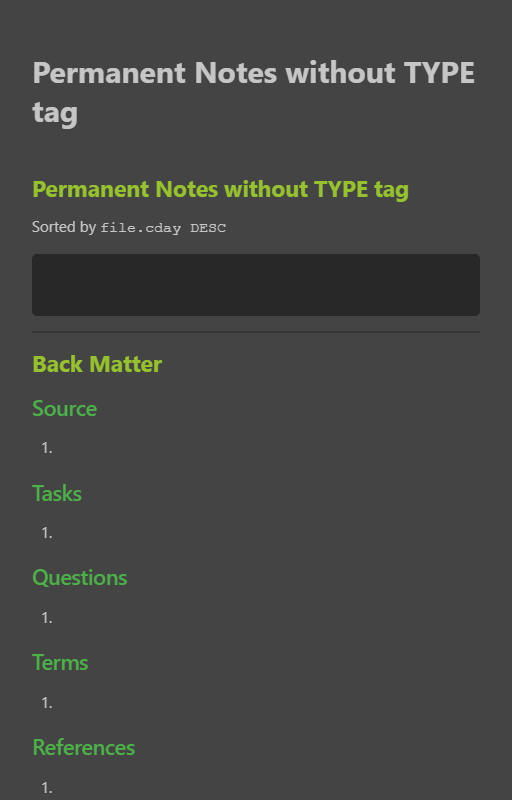 Permanent Notes without TYPE
tag
Permanent Notes without TYPE tag
Sorted by file.cday DESC
Back Matter
Source
1.
Tasks
1.
Questions
1.
Terms
1.
References
1.